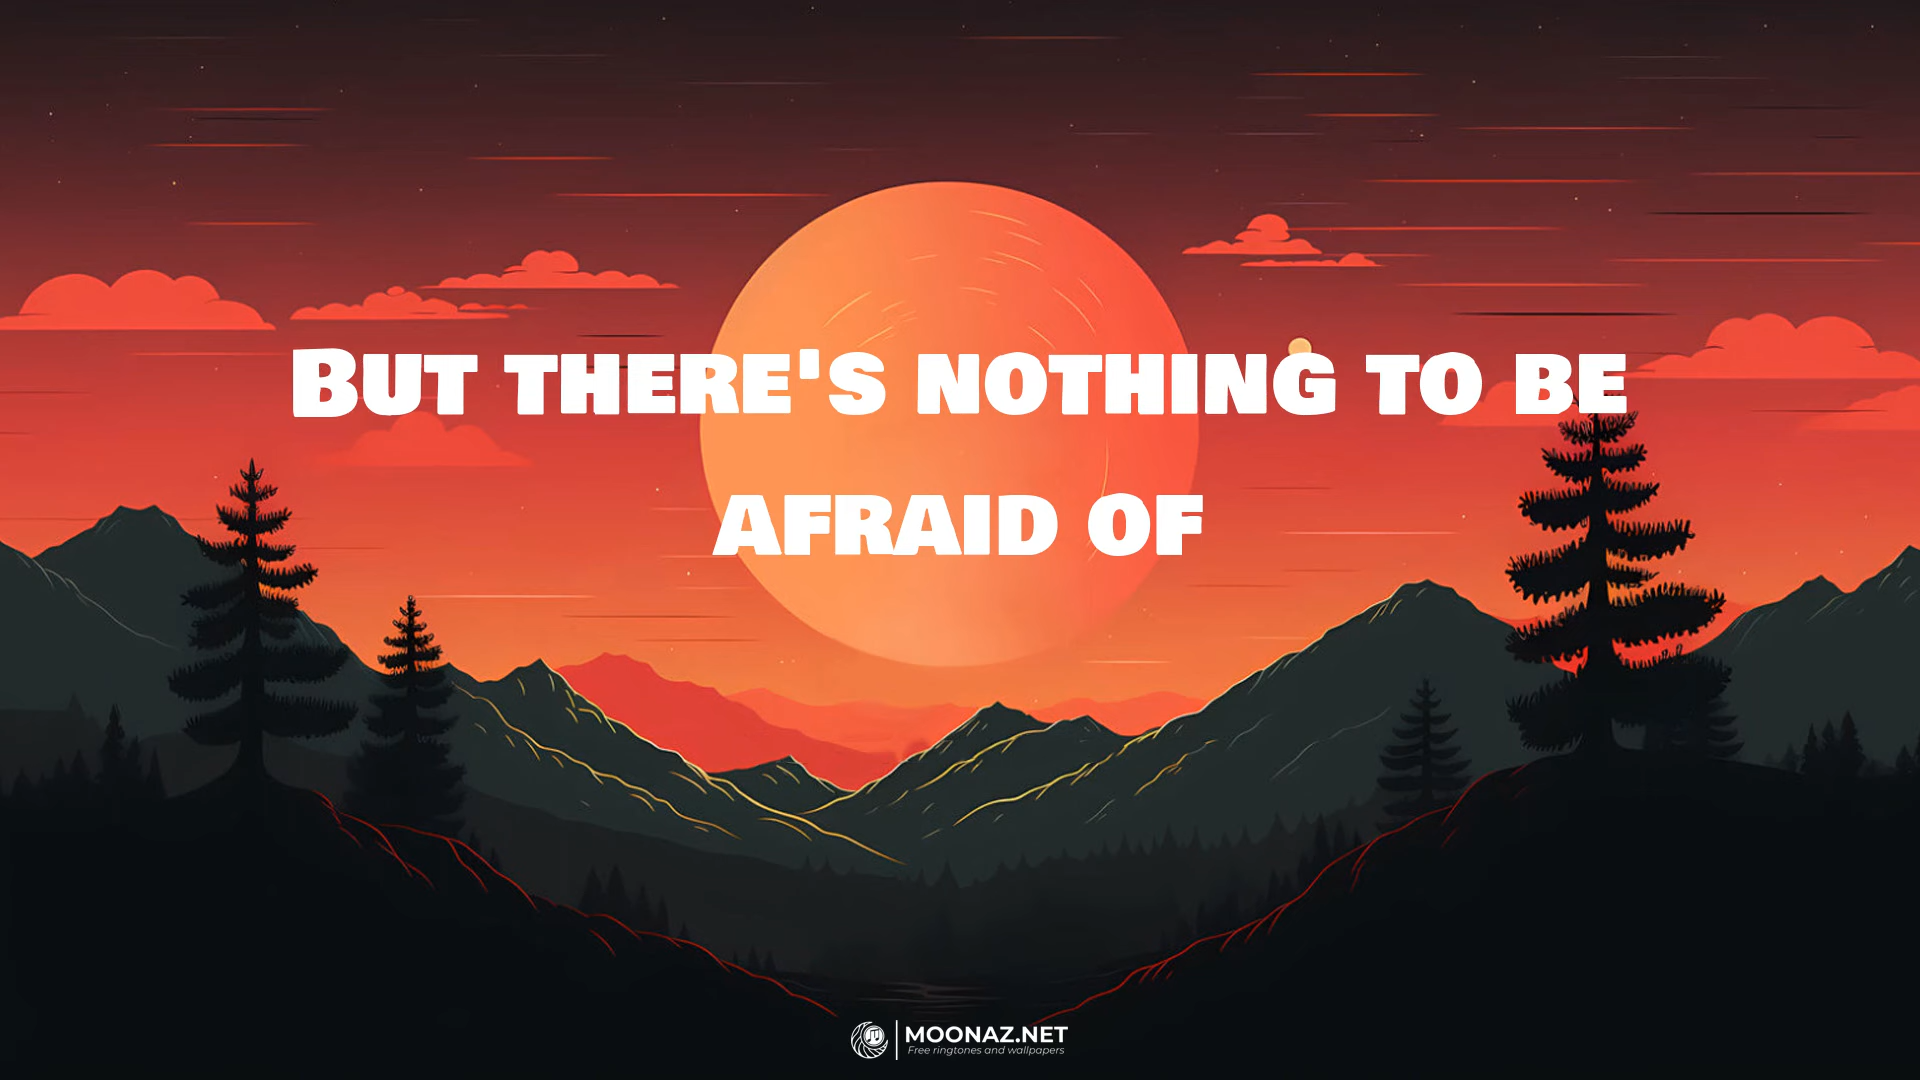 But there's nothing to be
afraid of
MOONAZ.NET
Free ringtones and wallpapers